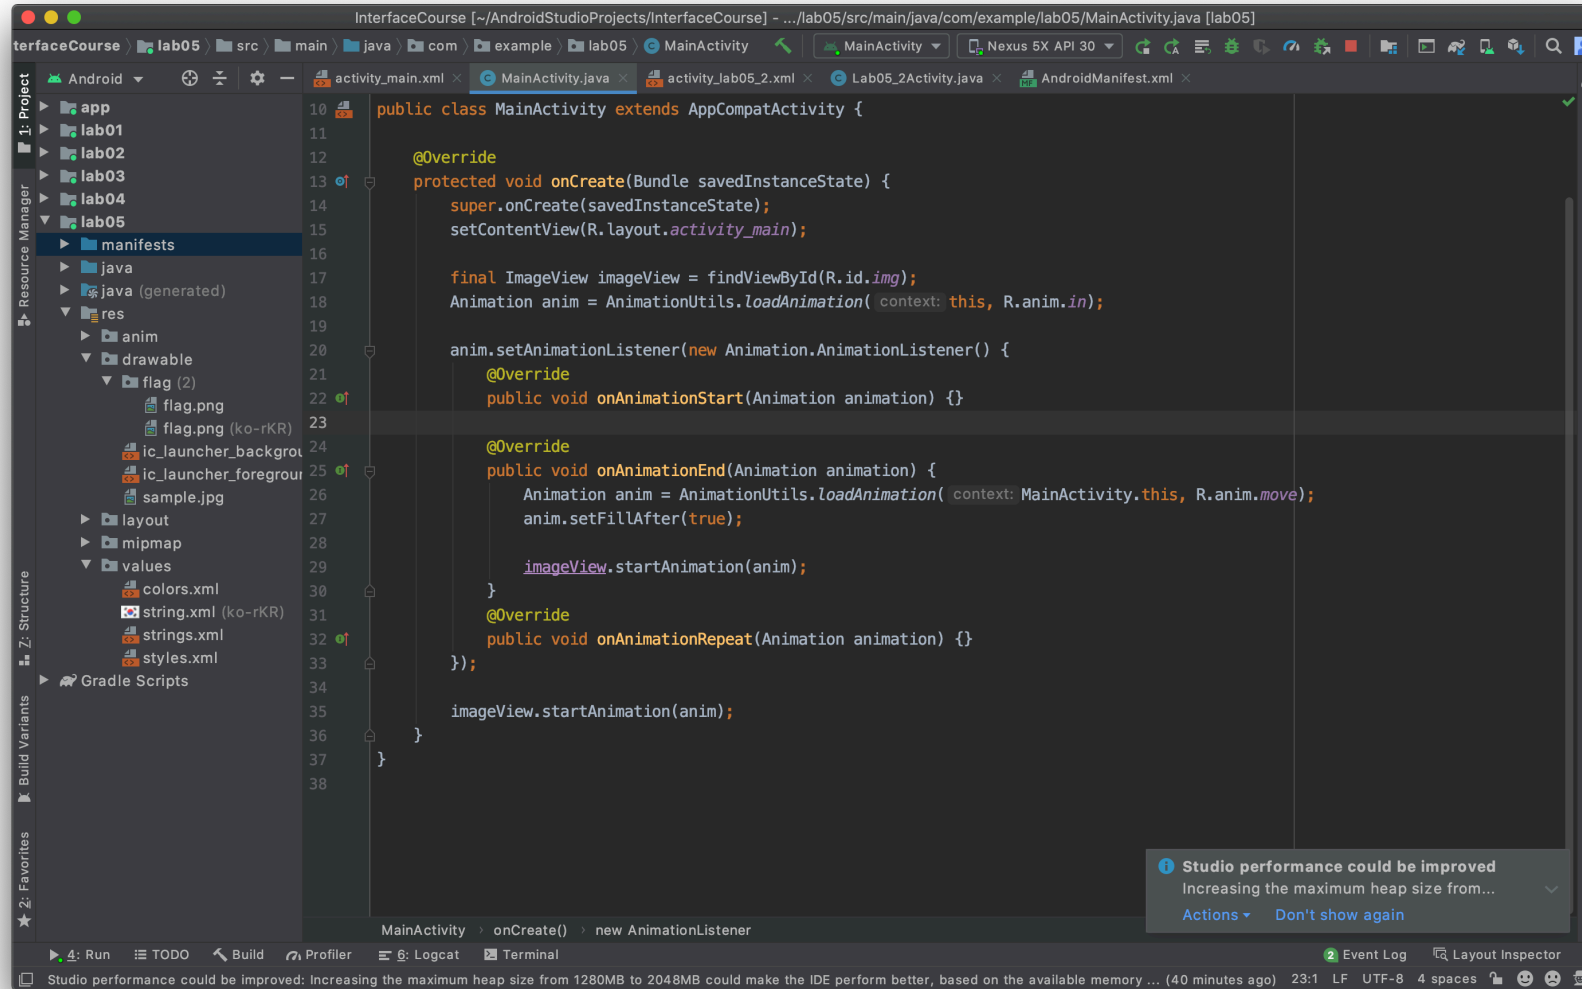 InterfaceCourse [~/AndroidStudioProjects/InterfaceCourse] - .../lab05/src/main/java/com/example/lab05/MainActivity.java [lab05]
terfaceCourse lab05 src main java com example lab05 MainActivity MainActivity Nexus 5X API 30
Android activity_main.xml MainActivity.java activity_lab05_2.xml Lab05_2Activity.java AndroidManifest.xml
1: Project
Resource Manager
Z: Structure
Build Variants
2: Favorites
app
lab01
lab02
lab03
lab04
lab05
manifests
java
java (generated)
res
anim
drawable
flag (2)
flag.png
flag.png (ko-rKR)
ic_launcher_backgrou
ic_launcher_foregrour
sample.jpg
layout
mipmap
values
colors.xml
string.xml (ko-rKR)
strings.xml
styles.xml
Gradle Scripts
10 public class MainActivity extends AppCompatActivity {
11
12 @Override
13 protected void onCreate(Bundle savedInstanceState) {
14 super.onCreate(savedInstanceState);
15 setContentView(R.layout.activity_main);
16
17 final ImageView imageView = findViewById(R.id.img);
18 Animation anim = AnimationUtils.loadAnimation( context: this, R.anim.in);
19
20 anim.setAnimationListener(new Animation.AnimationListener() {
21 @Override
22 public void onAnimationStart(Animation animation) {}
23
24 @Override
25 public void onAnimationEnd(Animation animation) {
26 Animation anim = AnimationUtils.loadAnimation( context: MainActivity.this, R.anim.move);
27 anim.setFillAfter(true);
28
29 imageView.startAnimation(anim);
30 }
31 @Override
32 public void onAnimationRepeat(Animation animation) {}
33 });
34
35 imageView.startAnimation(anim);
36 }
37 }
38
Studio performance could be improved
Increasing the maximum heap size from...
Actions Don't show again
MainActivity onCreate() new AnimationListener
4: Run TODO Build Profiler 6: Logcat Terminal 2 Event Log Layout Inspector
Studio performance could be improved: Increasing the maximum heap size from 1280MB to 2048MB could make the IDE perform better, based on the available memory ... (40 minutes ago) 23:1 LF UTF-8 4 spaces